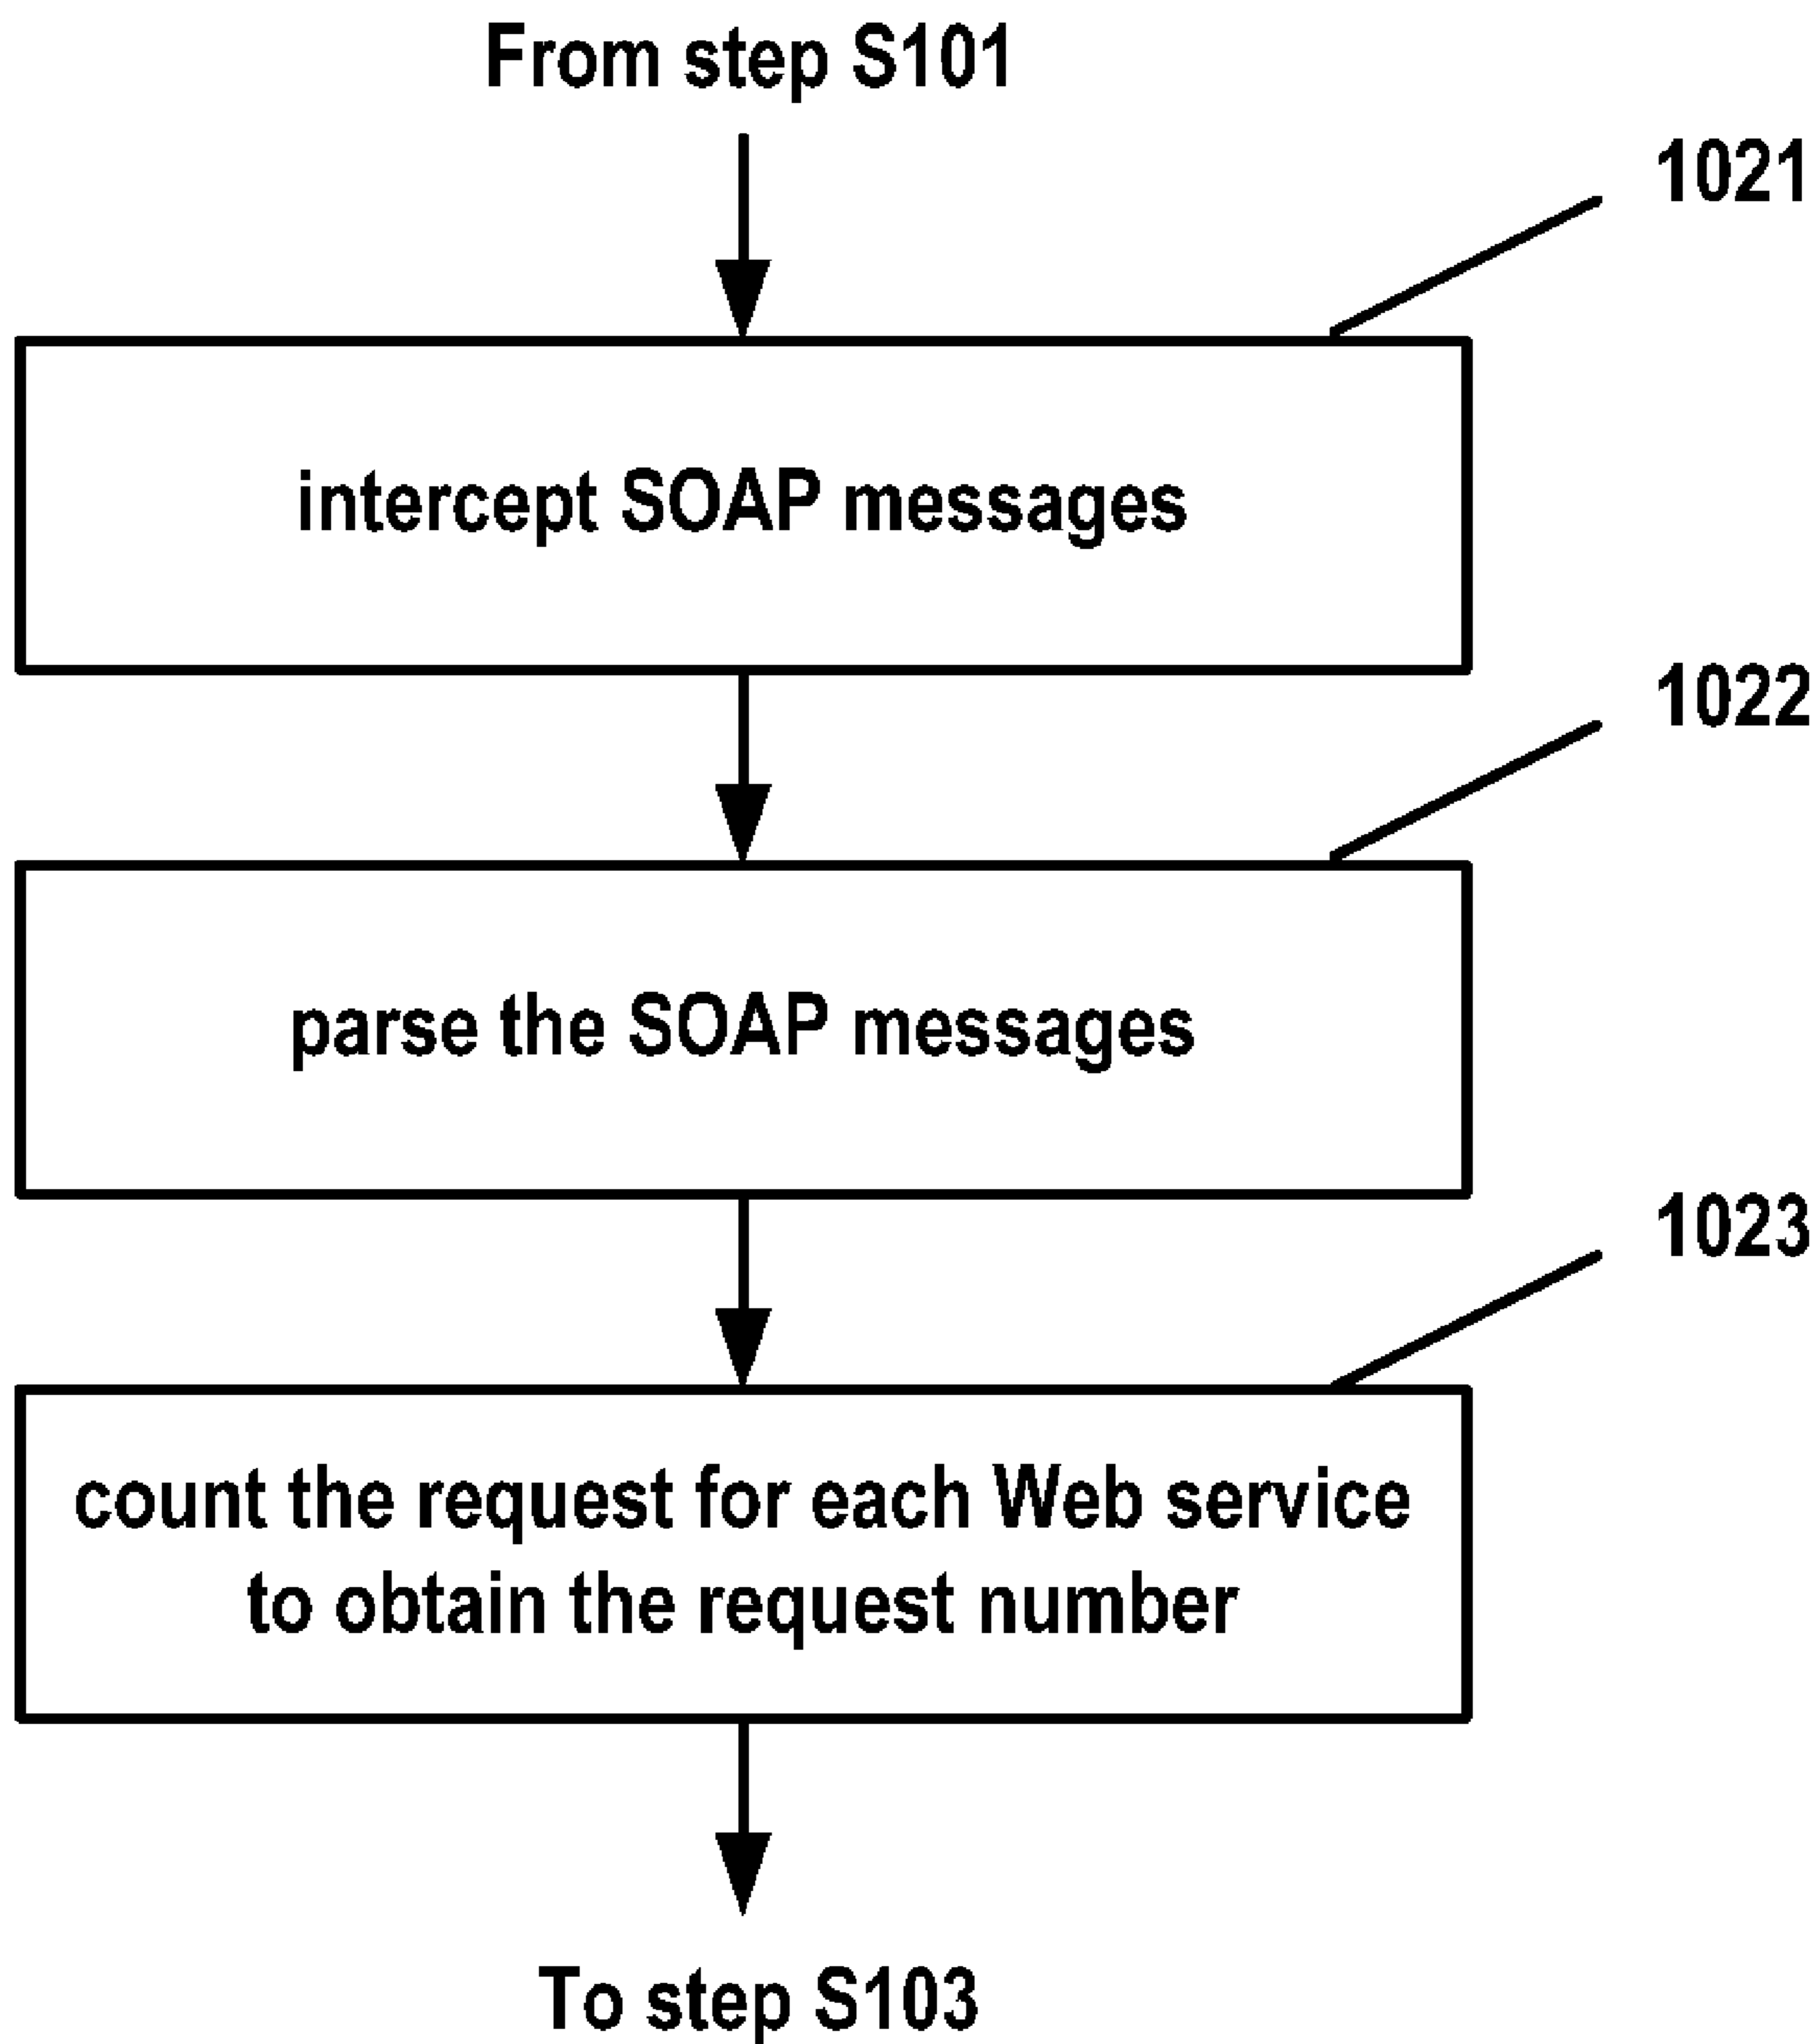 From step S101
1021
intercept SOAP messages
1022
parse the SOAP messages
1023
count the request for each Web service
to obtain the request number
To step S103